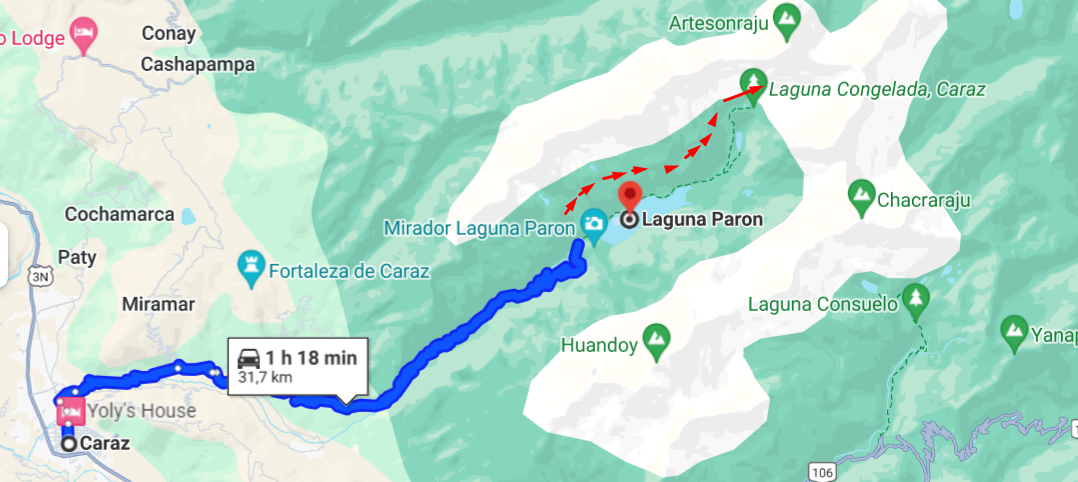 Artesonraju
o Lodge
Conay
Cashapampa
Laguna Congelada, Caraz
Chacraraju
Cochamarca
Mirador Laguna Paron
Laguna Paron
Paty
3N
Fortaleza de Caraz
Miramar
Laguna Consuelo
Yanap
Huandoy
1 h 18 min
31,7 km
Yoly's House
Caraz
106
1